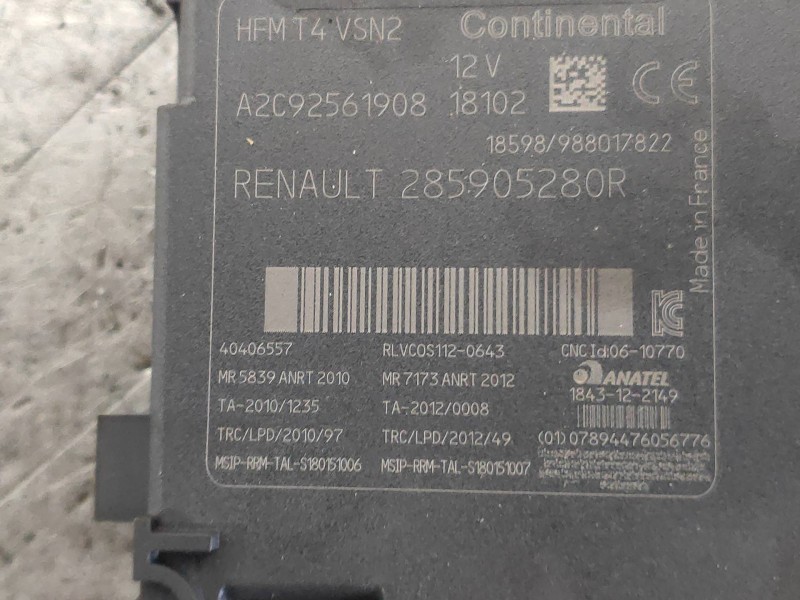 HFM T4 VSN2 Continental
12 V
A2C92561908 18102 CE
18598/988017822
RENAULT 285905280R
Made in France
40406557 RLVCOS112-0643 CNC Id:06-10770
MR 5839 ANRT 2010 MR 7173 ANRT 2012 ANATEL
TA-2010/1235 TA-2012/0008 1843-12-2149
TRC/LPD/2010/97 TRC/LPD/2012/49 (01) 07894476056776
MSIP-RRM-TAL-S180151006 MSIP-RRM-TAL-S180151007